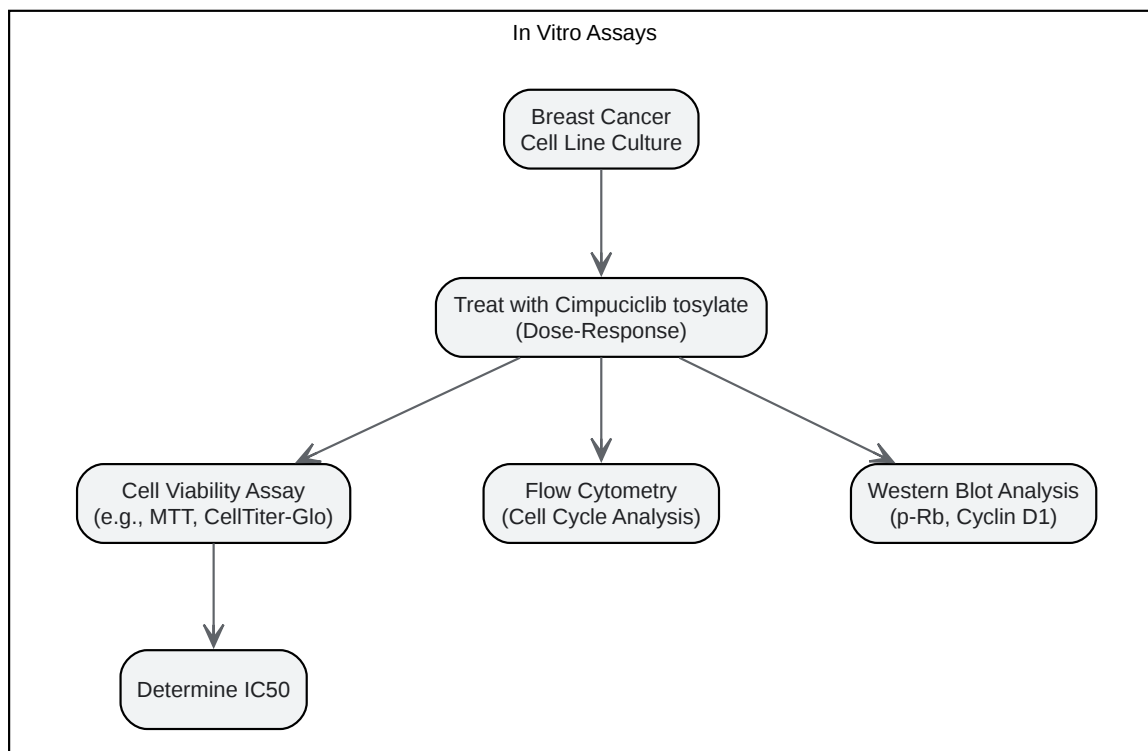 In Vitro Assays
Breast Cancer
Cell Line Culture
Treat with Cimpuciclib tosylate
(Dose-Response)
Cell Viability Assay
(e.g., MTT, CellTiter-Glo)
Flow Cytometry
(Cell Cycle Analysis)
Western Blot Analysis
(p-Rb, Cyclin D1)
Determine IC50